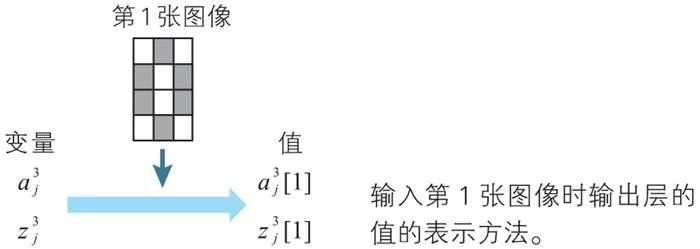 第1张图像
变量
值
a_j^3
a_j^3[1]
z_j^3
z_j^3[1]
输入第 1 张图像时输出层的
值的表示方法。